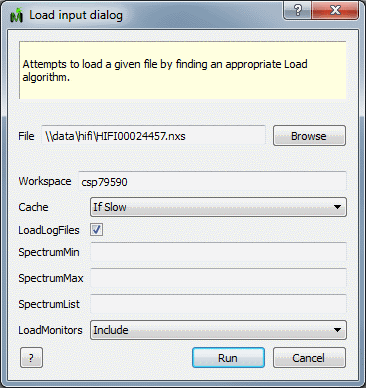 Load input dialog
?
Attempts to load a given file by finding an appropriate Load
algorithm.
File \\data\hifi\HIFI00024457.nxs Browse
Workspace csp79590
Cache If Slow
LoadLogFiles
SpectrumMin
SpectrumMax
SpectrumList
LoadMonitors Include
? Run Cancel